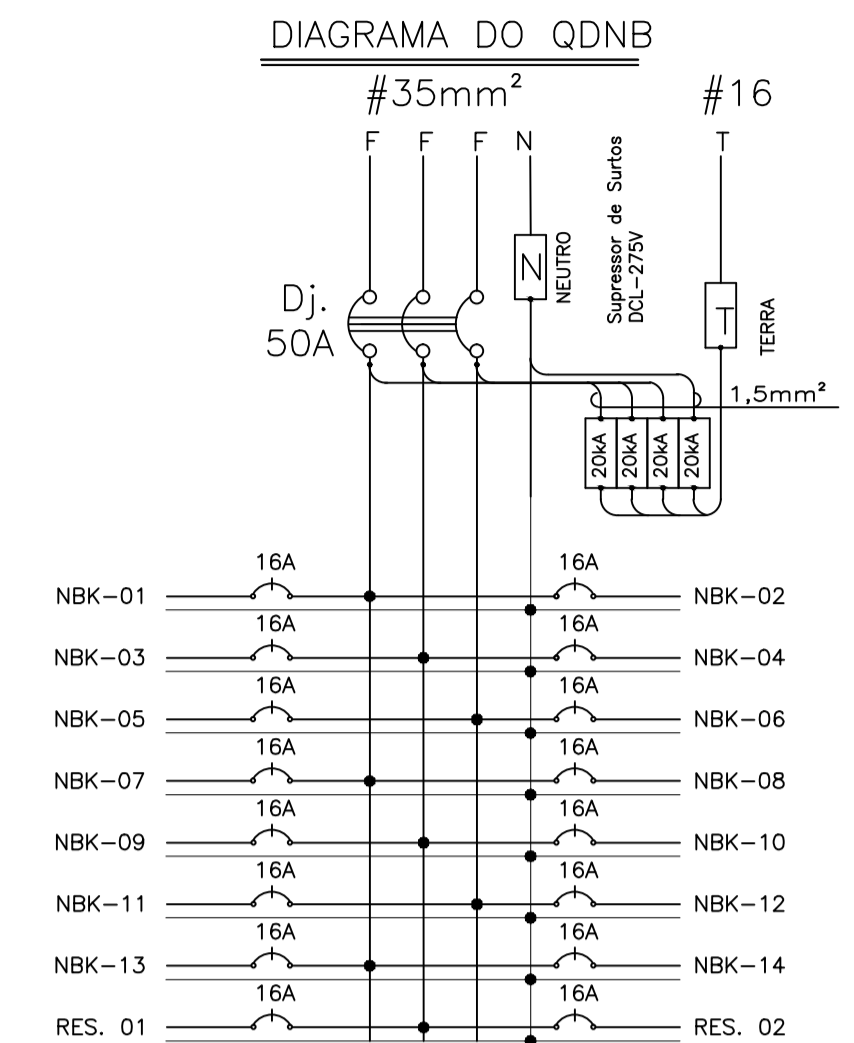 DIAGRAMA DO QDNB
#35mm² #16
F F F N T
Supressor de Surtos
DCL-275V
N NEUTRO
T TERRA
Dj.
50A
1,5mm²
20kA 20kA 20kA 20kA
16A 16A
NBK-01 NBK-02
16A 16A
NBK-03 NBK-04
16A 16A
NBK-05 NBK-06
16A 16A
NBK-07 NBK-08
16A 16A
NBK-09 NBK-10
16A 16A
NBK-11 NBK-12
16A 16A
NBK-13 NBK-14
16A 16A
RES. 01 RES. 02